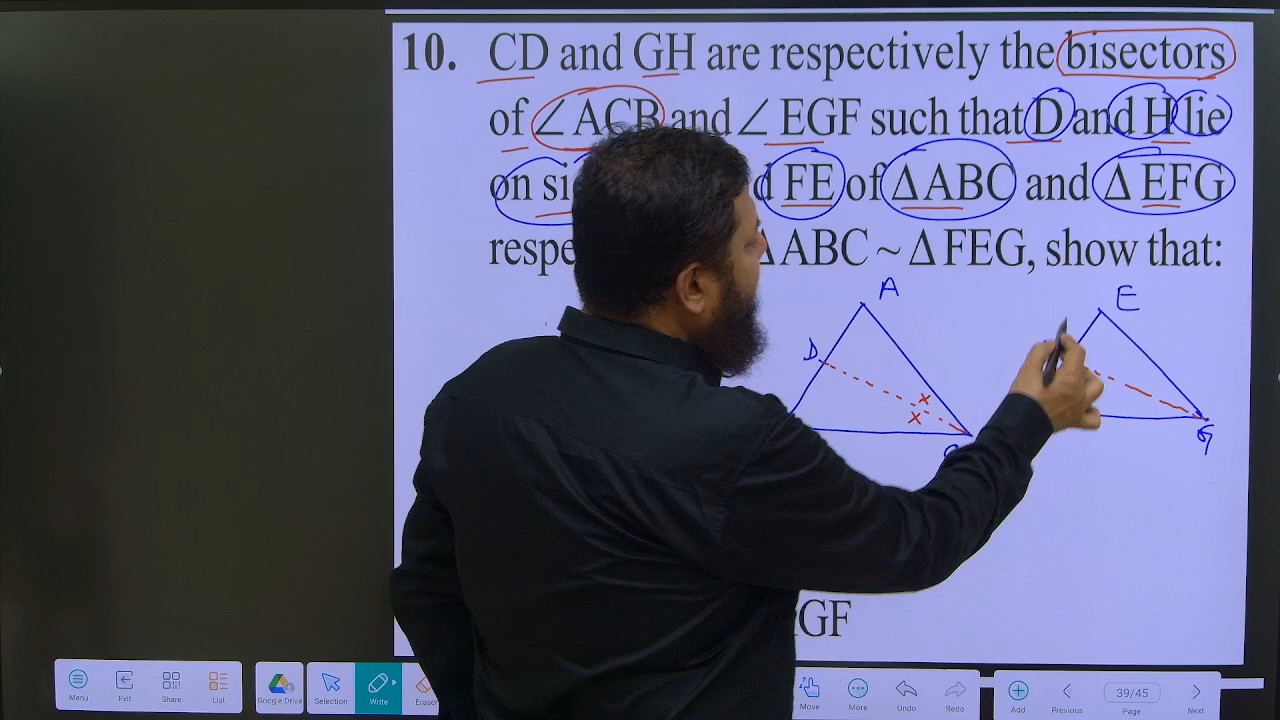 10. CD and GH are respectively the bisectors
of ∠ACB and ∠EGF such that D and H lie
on FE of ΔABC and ΔEFG
ΔABC ~ ΔFEG, show that:
A
E
D
G
GF
Menu
Exit
Share
List
Google Drive
Selection
Write
Eraser
Move
More
Undo
Redo
Add
Previous
39/45
Page
Next